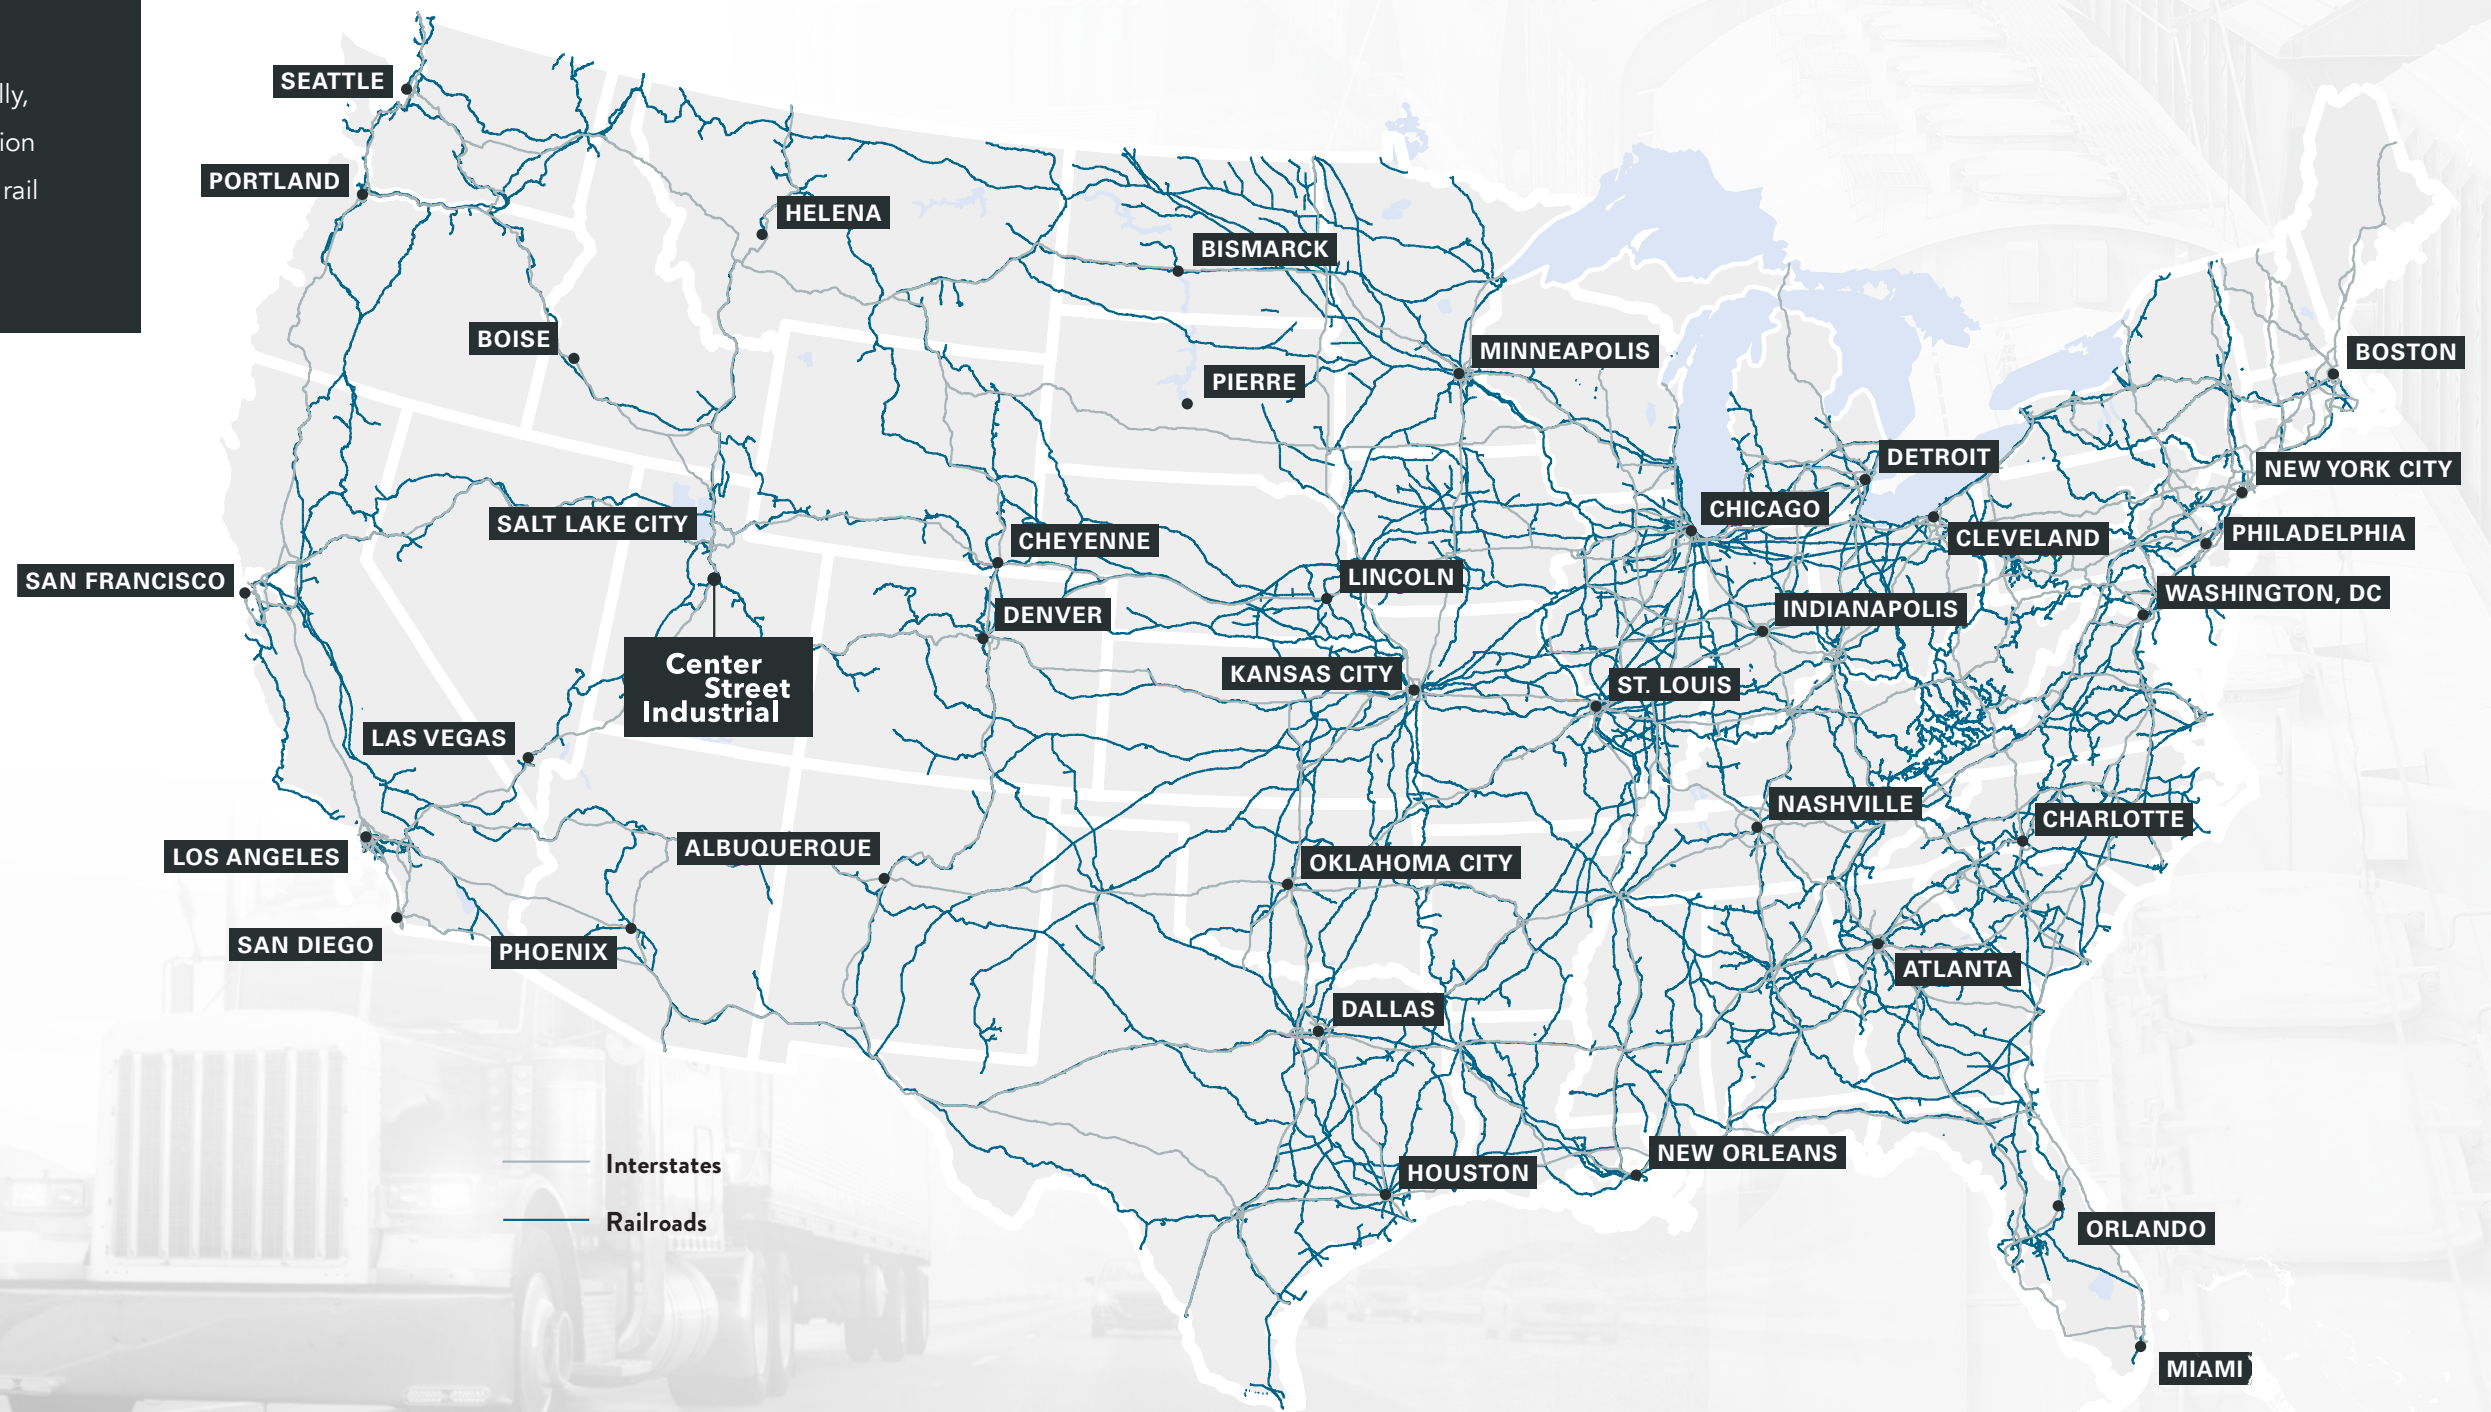 lly,
ion
rail
SEATTLE
PORTLAND
HELENA
BISMARCK
BOISE
MINNEAPOLIS
BOSTON
PIERRE
DETROIT
NEW YORK CITY
SALT LAKE CITY
CHICAGO
CHEYENNE
CLEVELAND
PHILADELPHIA
SAN FRANCISCO
LINCOLN
WASHINGTON, DC
DENVER
INDIANAPOLIS
Center
Street
Industrial
KANSAS CITY
ST. LOUIS
LAS VEGAS
NASHVILLE
CHARLOTTE
LOS ANGELES
ALBUQUERQUE
OKLAHOMA CITY
SAN DIEGO
PHOENIX
ATLANTA
DALLAS
NEW ORLEANS
Interstates
HOUSTON
Railroads
ORLANDO
MIAMI